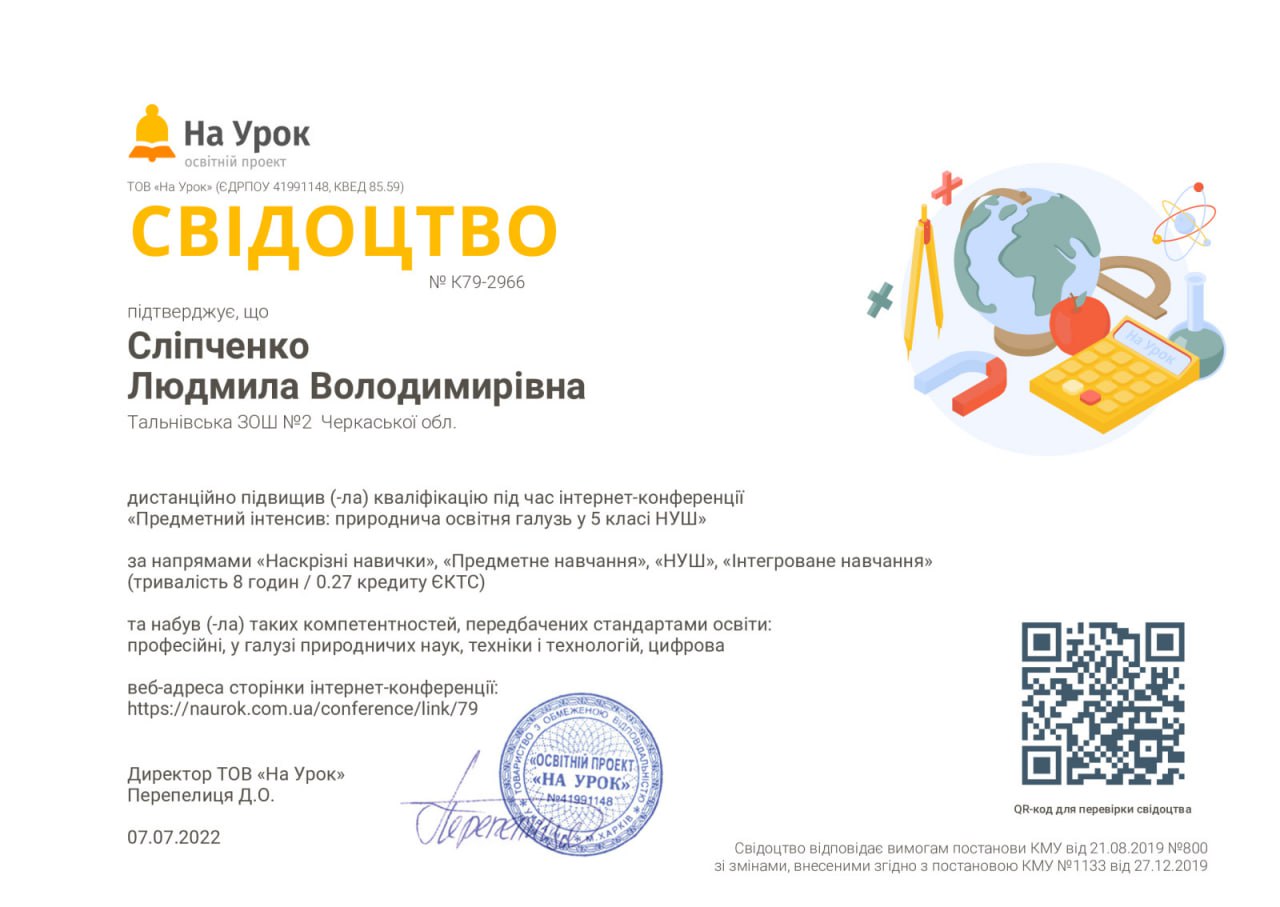 На Урок
освітній проект
ТОВ «На Урок» (ЄДРПОУ 41991148, КВЕД 85.59)
СВІДОЦТВО
№ К79-2966
підтверджує, що
Сліпченко
Людмила Володимирівна
Тальнівська ЗОШ №2 Черкаської обл.
На Урок
дистанційно підвищив (-ла) кваліфікацію під час інтернет-конференції
«Предметний інтенсив: природнича освітня галузь у 5 класі НУШ»
за напрямами «Наскрізні навички», «Предметне навчання», «НУШ», «Інтегроване навчання»
(тривалість 8 годин / 0.27 кредиту ЄКТС)
та набув (-ла) таких компетентностей, передбачених стандартами освіти:
професійні, у галузі природничих наук, техніки і технологій, цифрова
веб-адреса сторінки інтернет-конференції:
https://naurok.com.ua/conference/link/79
ТОВАРИСТВО З ОБМЕЖЕНОЮ ВІДПОВІДАЛЬНІСТЮ
«ОСВІТНІЙ ПРОЕКТ
«НА УРОК»
№41991148
М.ХАРКІВ
Директор ТОВ «На Урок»
Перепелиця Д.О.
07.07.2022
QR-код для перевірки свідоцтва
Свідоцтво відповідає вимогам постанови КМУ від 21.08.2019 №800
зі змінами, внесеними згідно з постановою КМУ №1133 від 27.12.2019